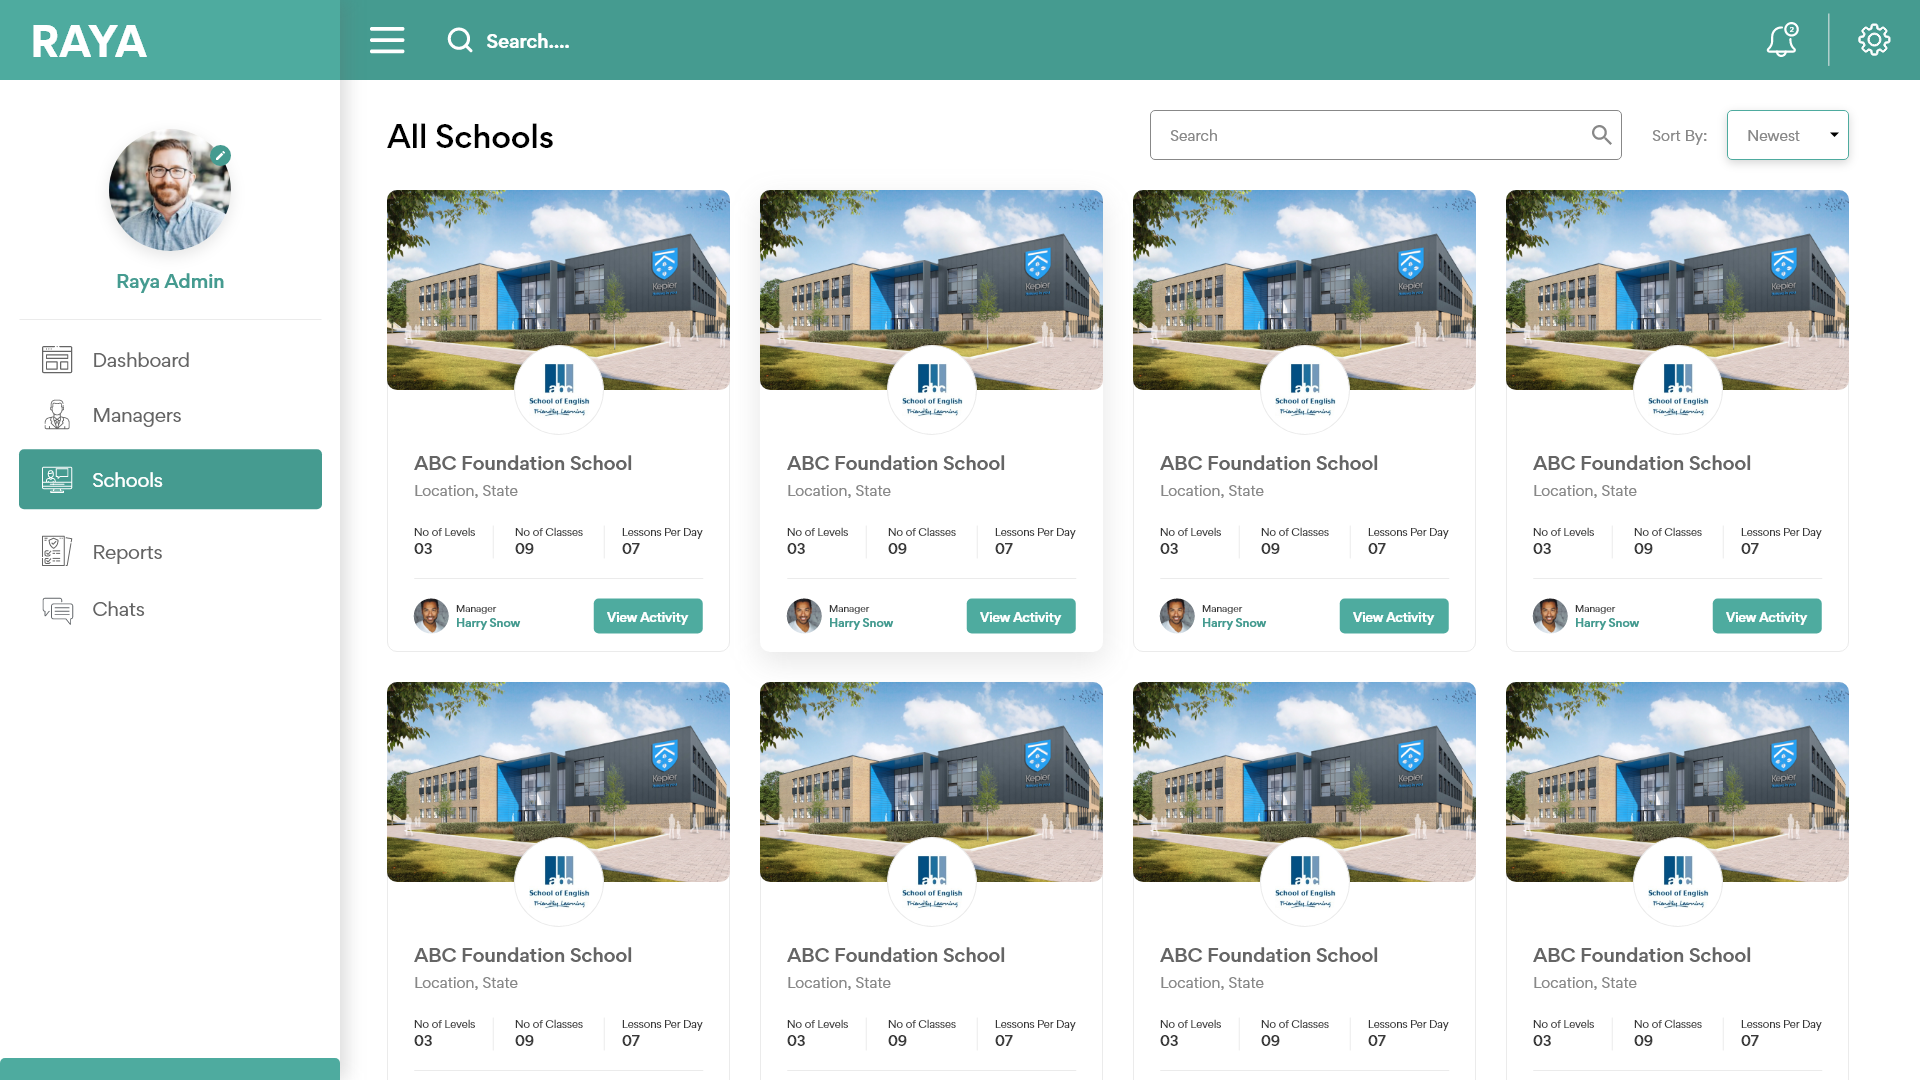 RAYA
Search....
2
Raya Admin
Dashboard
Managers
Schools
Reports
Chats
All Schools
Search
Sort By:
Newest
Kepier
Kepier
Kepier
Kepier
abc
School of English
Friendly Learning
abc
School of English
Friendly Learning
abc
School of English
Friendly Learning
abc
School of English
Friendly Learning
ABC Foundation School
Location, State
No of Levels
03
No of Classes
09
Lessons Per Day
07
Manager
Harry Snow
View Activity
ABC Foundation School
Location, State
No of Levels
03
No of Classes
09
Lessons Per Day
07
Manager
Harry Snow
View Activity
ABC Foundation School
Location, State
No of Levels
03
No of Classes
09
Lessons Per Day
07
Manager
Harry Snow
View Activity
ABC Foundation School
Location, State
No of Levels
03
No of Classes
09
Lessons Per Day
07
Manager
Harry Snow
View Activity
Kepier
Kepier
Kepier
Kepier
abc
School of English
Friendly Learning
abc
School of English
Friendly Learning
abc
School of English
Friendly Learning
abc
School of English
Friendly Learning
ABC Foundation School
Location, State
No of Levels
03
No of Classes
09
Lessons Per Day
07
ABC Foundation School
Location, State
No of Levels
03
No of Classes
09
Lessons Per Day
07
ABC Foundation School
Location, State
No of Levels
03
No of Classes
09
Lessons Per Day
07
ABC Foundation School
Location, State
No of Levels
03
No of Classes
09
Lessons Per Day
07